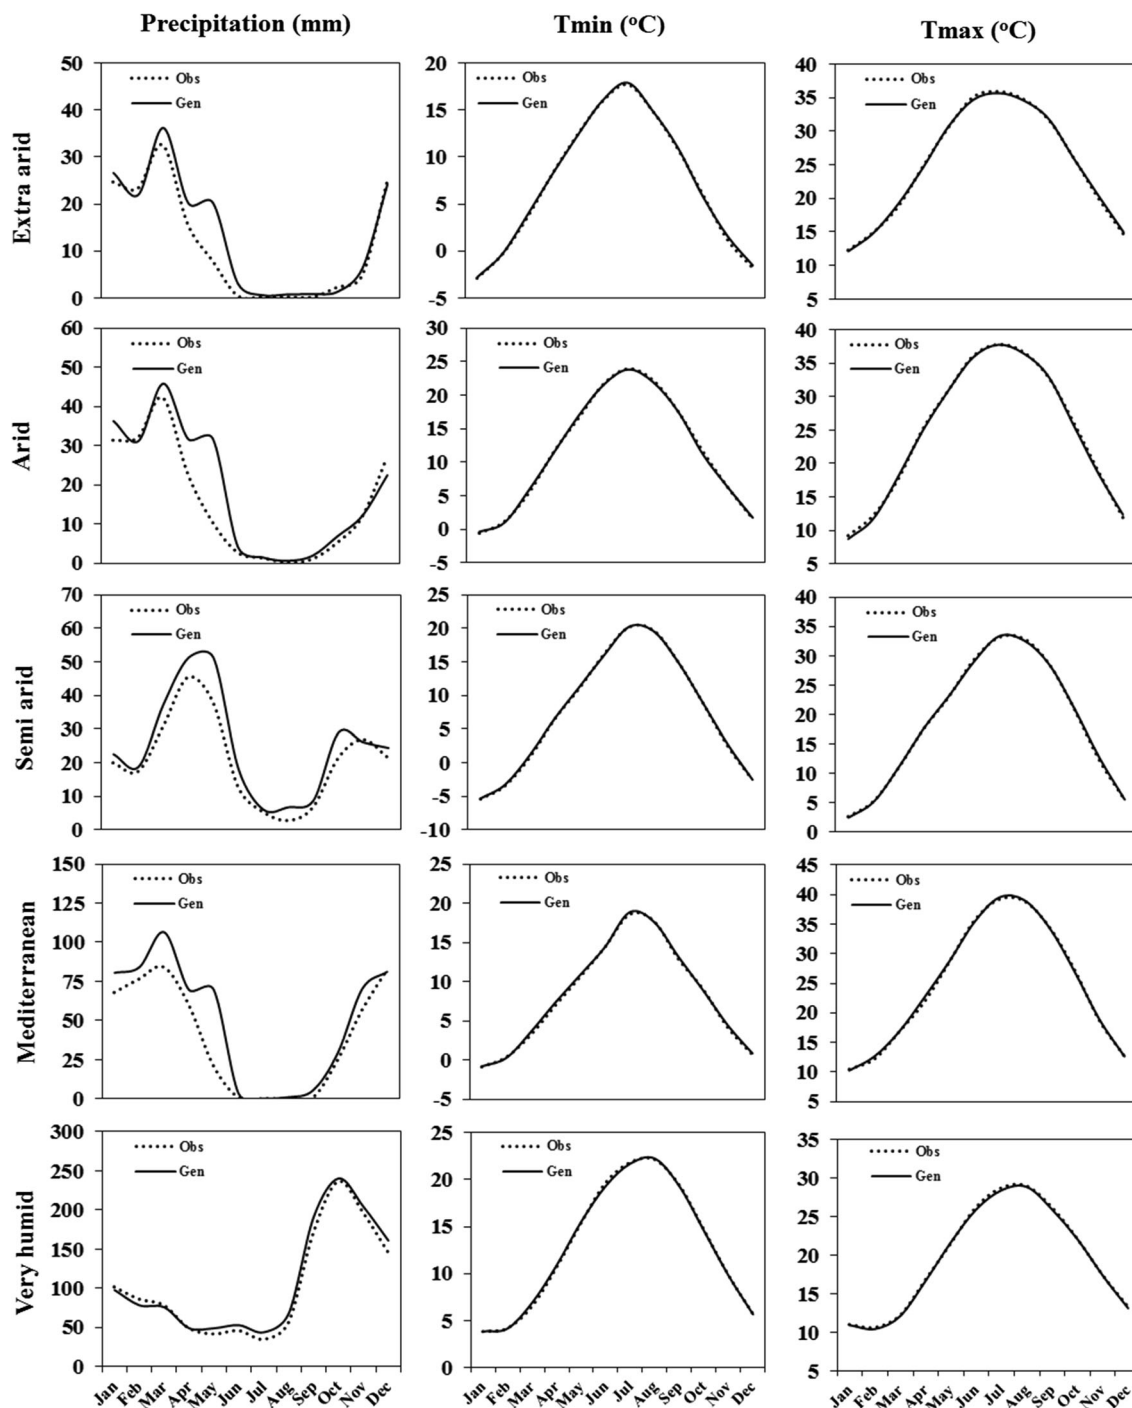 Precipitation (mm)
Tmin (°C)
Tmax (°C)
Extra arid
50
40
30
20
10
0
Obs
Gen
20
15
10
5
0
-5
Obs
Gen
40
35
30
25
20
15
10
5
Obs
Gen
Arid
60
50
40
30
20
10
0
Obs
Gen
30
25
20
15
10
5
0
-5
Obs
Gen
40
35
30
25
20
15
10
5
Obs
Gen
Semi arid
70
60
50
40
30
20
10
0
Obs
Gen
25
20
15
10
5
0
-5
-10
Obs
Gen
40
35
30
25
20
15
10
5
0
Obs
Gen
Mediterranean
150
125
100
75
50
25
0
Obs
Gen
25
20
15
10
5
0
-5
Obs
Gen
45
40
35
30
25
20
15
10
5
Obs
Gen
Very humid
300
250
200
150
100
50
0
Obs
Gen
Jan Feb Mar Apr May Jun Jul Aug Sep Oct Nov Dec
25
20
15
10
5
0
Obs
Gen
Jan Feb Mar Apr May Jun Jul Aug Sep Oct Nov Dec
35
30
25
20
15
10
5
Obs
Gen
Jan Feb Mar Apr May Jun Jul Aug Sep Oct Nov Dec